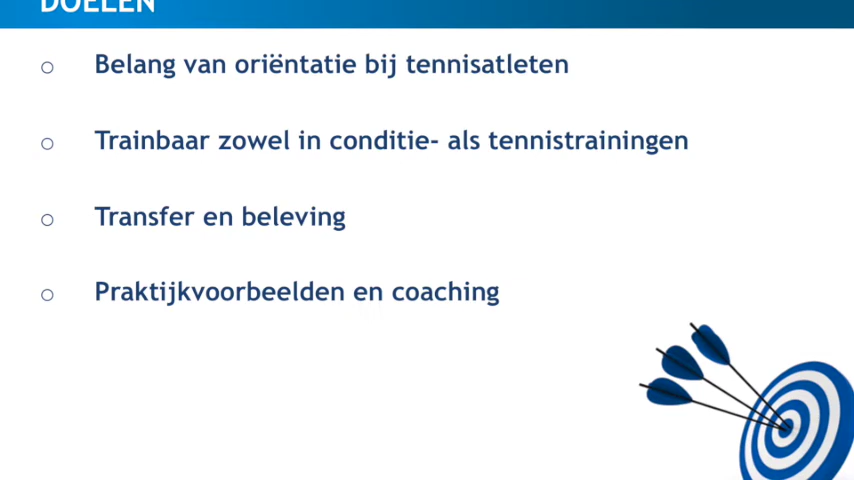 DOELEN
Belang van oriëntatie bij tennisatleten
Trainbaar zowel in conditie- als tennistrainingen
Transfer en beleving
Praktijkvoorbeelden en coaching